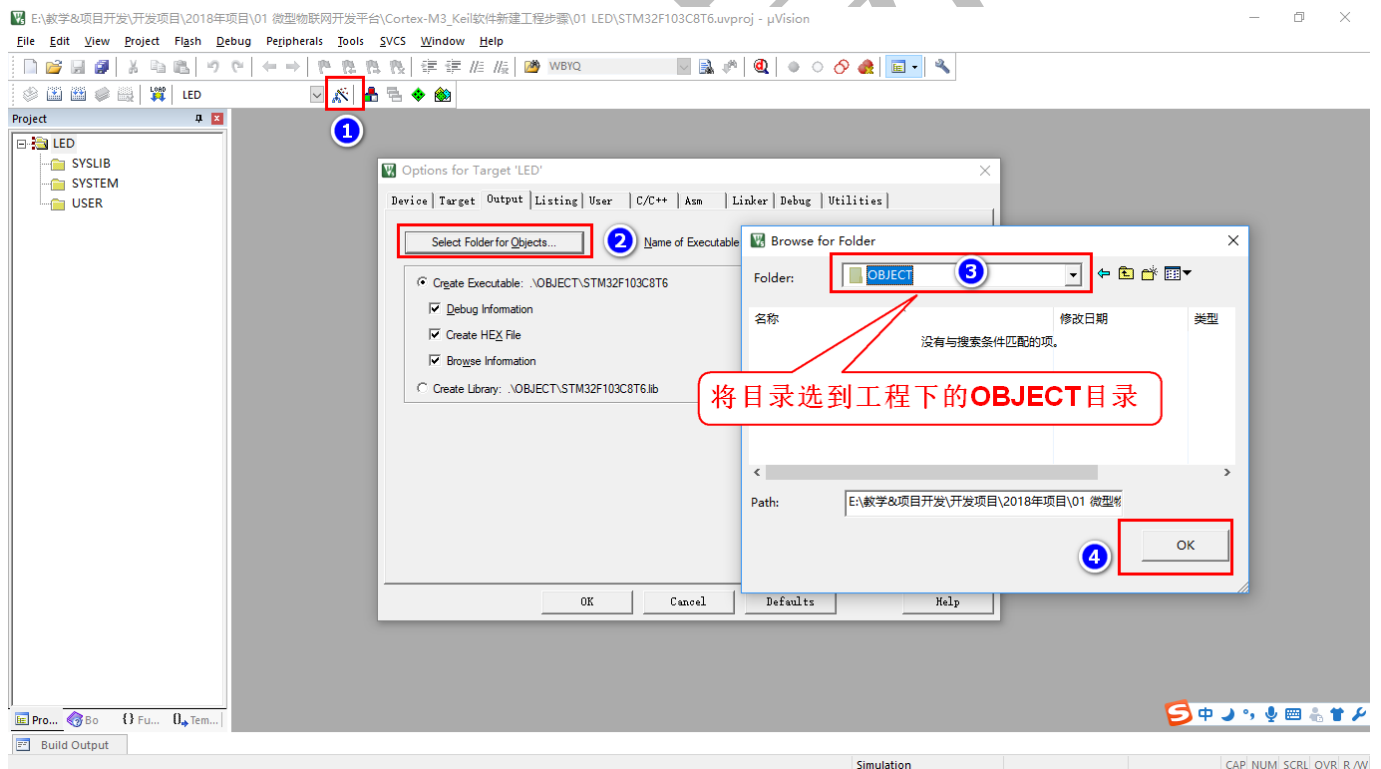 E:\教学&项目开发\开发项目\2018年项目\01 微型物联网开发平台\Cortex-M3_Keil软件新建工程步骤\01 LED\STM32F103C8T6.uvproj - µVision
File Edit View Project Flash Debug Peripherals Tools SVCS Window Help
WBYQ
LOAD LED
Project
1
LED
SYSLIB
SYSTEM
USER
Options for Target 'LED'
Device Target Output Listing User C/C++ Asm Linker Debug Utilities
Select Folder for Objects...
2
Name of Executable
Create Executable: .\OBJECT\STM32F103C8T6
Debug Information
Create HEX File
Browse Information
Create Library: .\OBJECT\STM32F103C8T6.lib
Browse for Folder
Folder: OBJECT
3
名称 修改日期 类型
没有与搜索条件匹配的项。
将目录选到工程下的OBJECT目录
Path: E:\教学&项目开发\开发项目\2018年项目\01 微型
4
OK
OK Cancel Defaults Help
Pro... Bo {} Fu... 0 Tem...
中
Build Output
Simulation CAP NUM SCRL OVR R/W